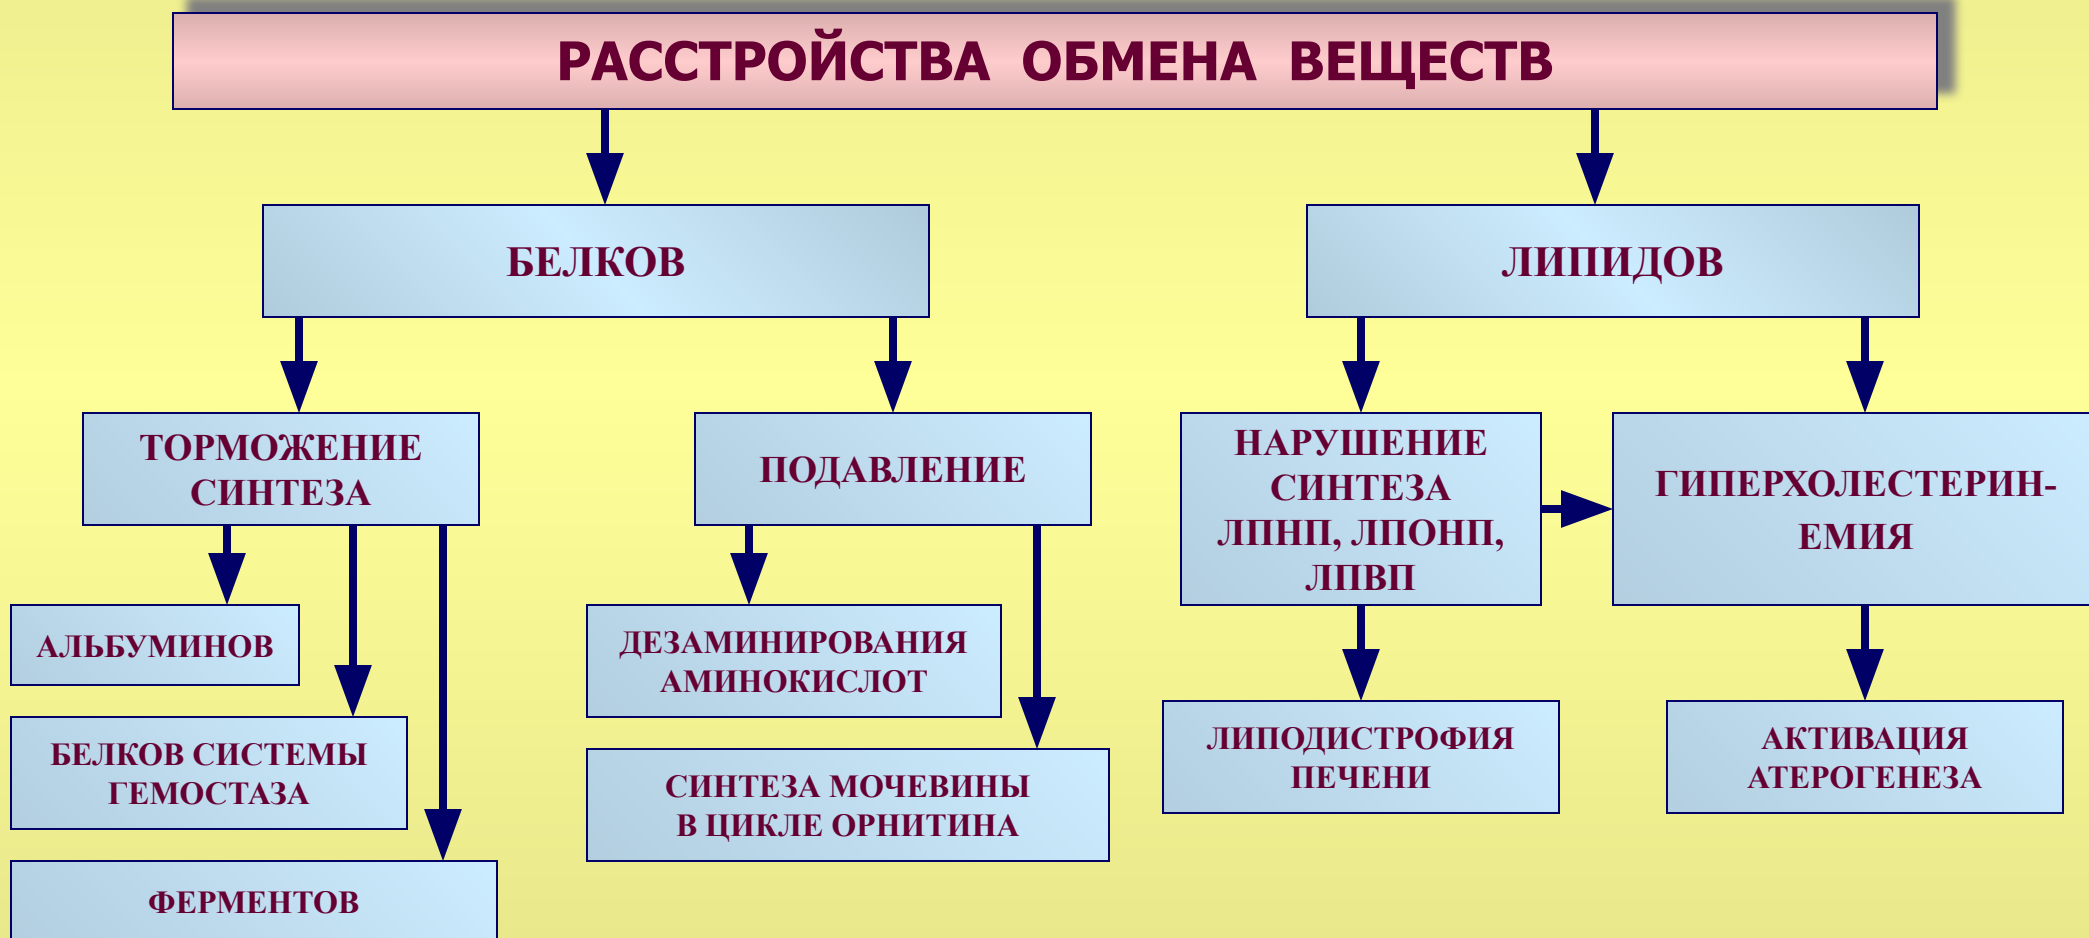 РАССТРОЙСТВА ОБМЕНА ВЕЩЕСТВ
БЕЛКОВ
ЛИПИДОВ
ТОРМОЖЕНИЕ
СИНТЕЗА
ПОДАВЛЕНИЕ
НАРУШЕНИЕ
СИНТЕЗА
ЛПНП, ЛПОНП,
ЛПВП
ГИПЕРХОЛЕСТЕРИН-
ЕМИЯ
АЛЬБУМИНОВ
БЕЛКОВ СИСТЕМЫ
ГЕМОСТАЗА
ФЕРМЕНТОВ
ДЕЗАМИНИРОВАНИЯ
АМИНОКИСЛОТ
СИНТЕЗА МОЧЕВИНЫ
В ЦИКЛЕ ОРНИТИНА
ЛИПОДИСТРОФИЯ
ПЕЧЕНИ
АКТИВАЦИЯ
АТЕРОГЕНЕЗА